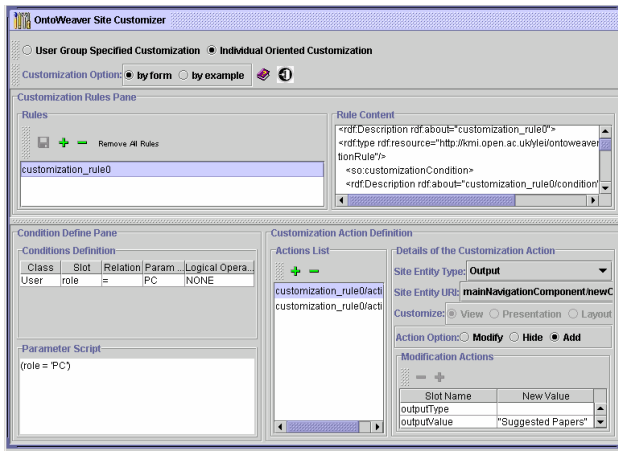 OntoWeaver Site Customizer
User Group Specified Customization Individual Oriented Customization
Customization Option: by form by example
Customization Rules Pane
Rules
Remove All Rules
customization_rule0
Rule Content
<rdf:Description rdf:about="customization_rule0">
<rdf:type rdf:resource="http://kmi.open.ac.uk/ylei/ontoweaver
tionRule"/>
<so:customizationCondition>
<rdf:Description rdf:about="customization_rule0/condition"
Condition Define Pane
Conditions Definition
Class Slot Relation Param ... Logical Opera...
User role = PC NONE
Parameter Script
(role = 'PC')
Customization Action Definition
Actions List
customization_rule0/acti
customization_rule0/acti
Details of the Customization Action
Site Entity Type: Output
Site Entity URI: mainNavigationComponent/newC
Customize: View Presentation Layout
Action Option: Modify Hide Add
Modification Actions
Slot Name New Value
outputType
outputValue "Suggested Papers"